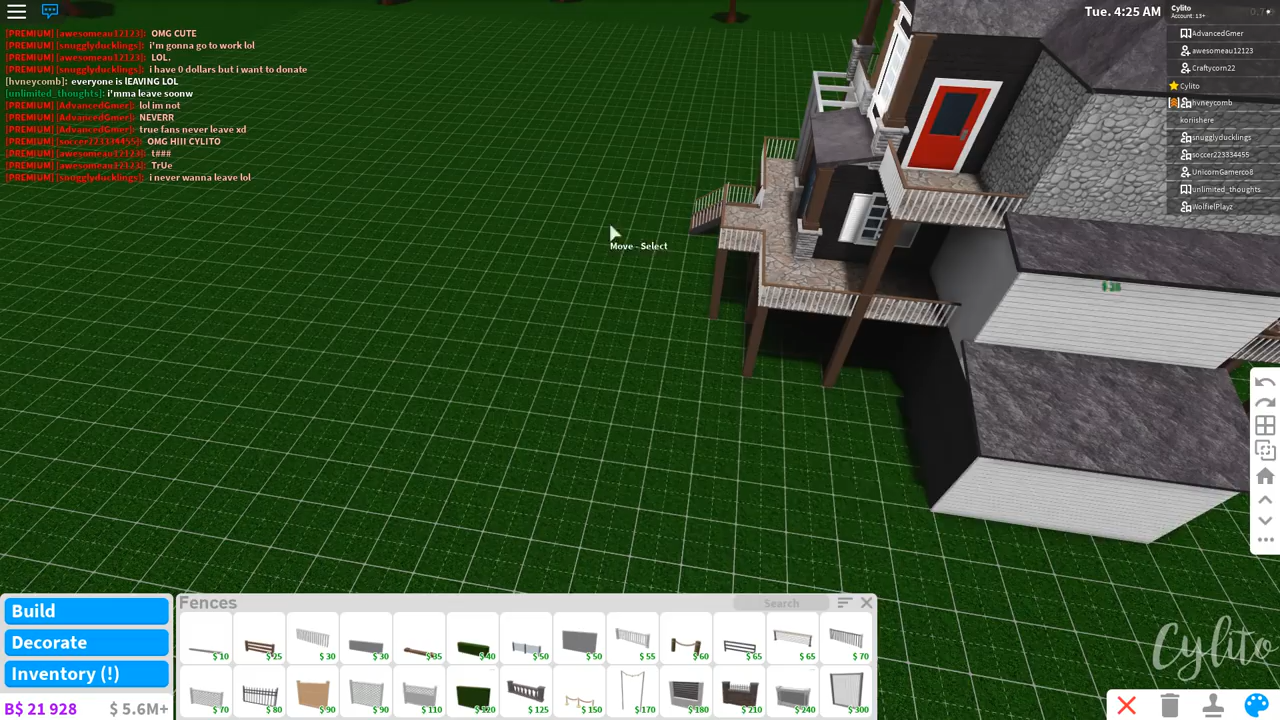 Tue. 4:25 AM
Cylito
Account: 13+
[PREMIUM] [awesomeau12123]: OMG CUTE
[PREMIUM] [snugglyducklings]: i'm gonna go to work lol
[PREMIUM] [awesomeau12123]: LOL.
[PREMIUM] [snugglyducklings]: i have 0 dollars but i want to donate
[hvneycomb]: everyone is lEAVING LOL
[unlimited_thoughts]: i'mma leave soonw
[PREMIUM] [AdvancedGmer]: lol im not
[PREMIUM] [AdvancedGmer]: NEVERR
[PREMIUM] [AdvancedGmer]: true fans never leave xd
[PREMIUM] [soccer223334455]: OMG HIII CYLITO
[PREMIUM] [awesomeau12123]: t###
[PREMIUM] [awesomeau12123]: TrUe
[PREMIUM] [snugglyducklings]: i never wanna leave lol
AdvancedGmer
awesomeau12123
Craftycorn22
Cylito
hvneycomb
korishere
snugglyducklings
soccer223334455
UnicornGamerco8
unlimited_thoughts
WolfielPlayz
Move - Select
Build
Decorate
Inventory (!)
B$ 21 928
$ 5.6M+
Fences
Search
$10 $25 $30 $30 $35 $40 $50 $50 $55 $60 $65 $65 $70
$70 $80 $90 $90 $110 $120 $125 $150 $170 $180 $210 $240 $300
Cylito